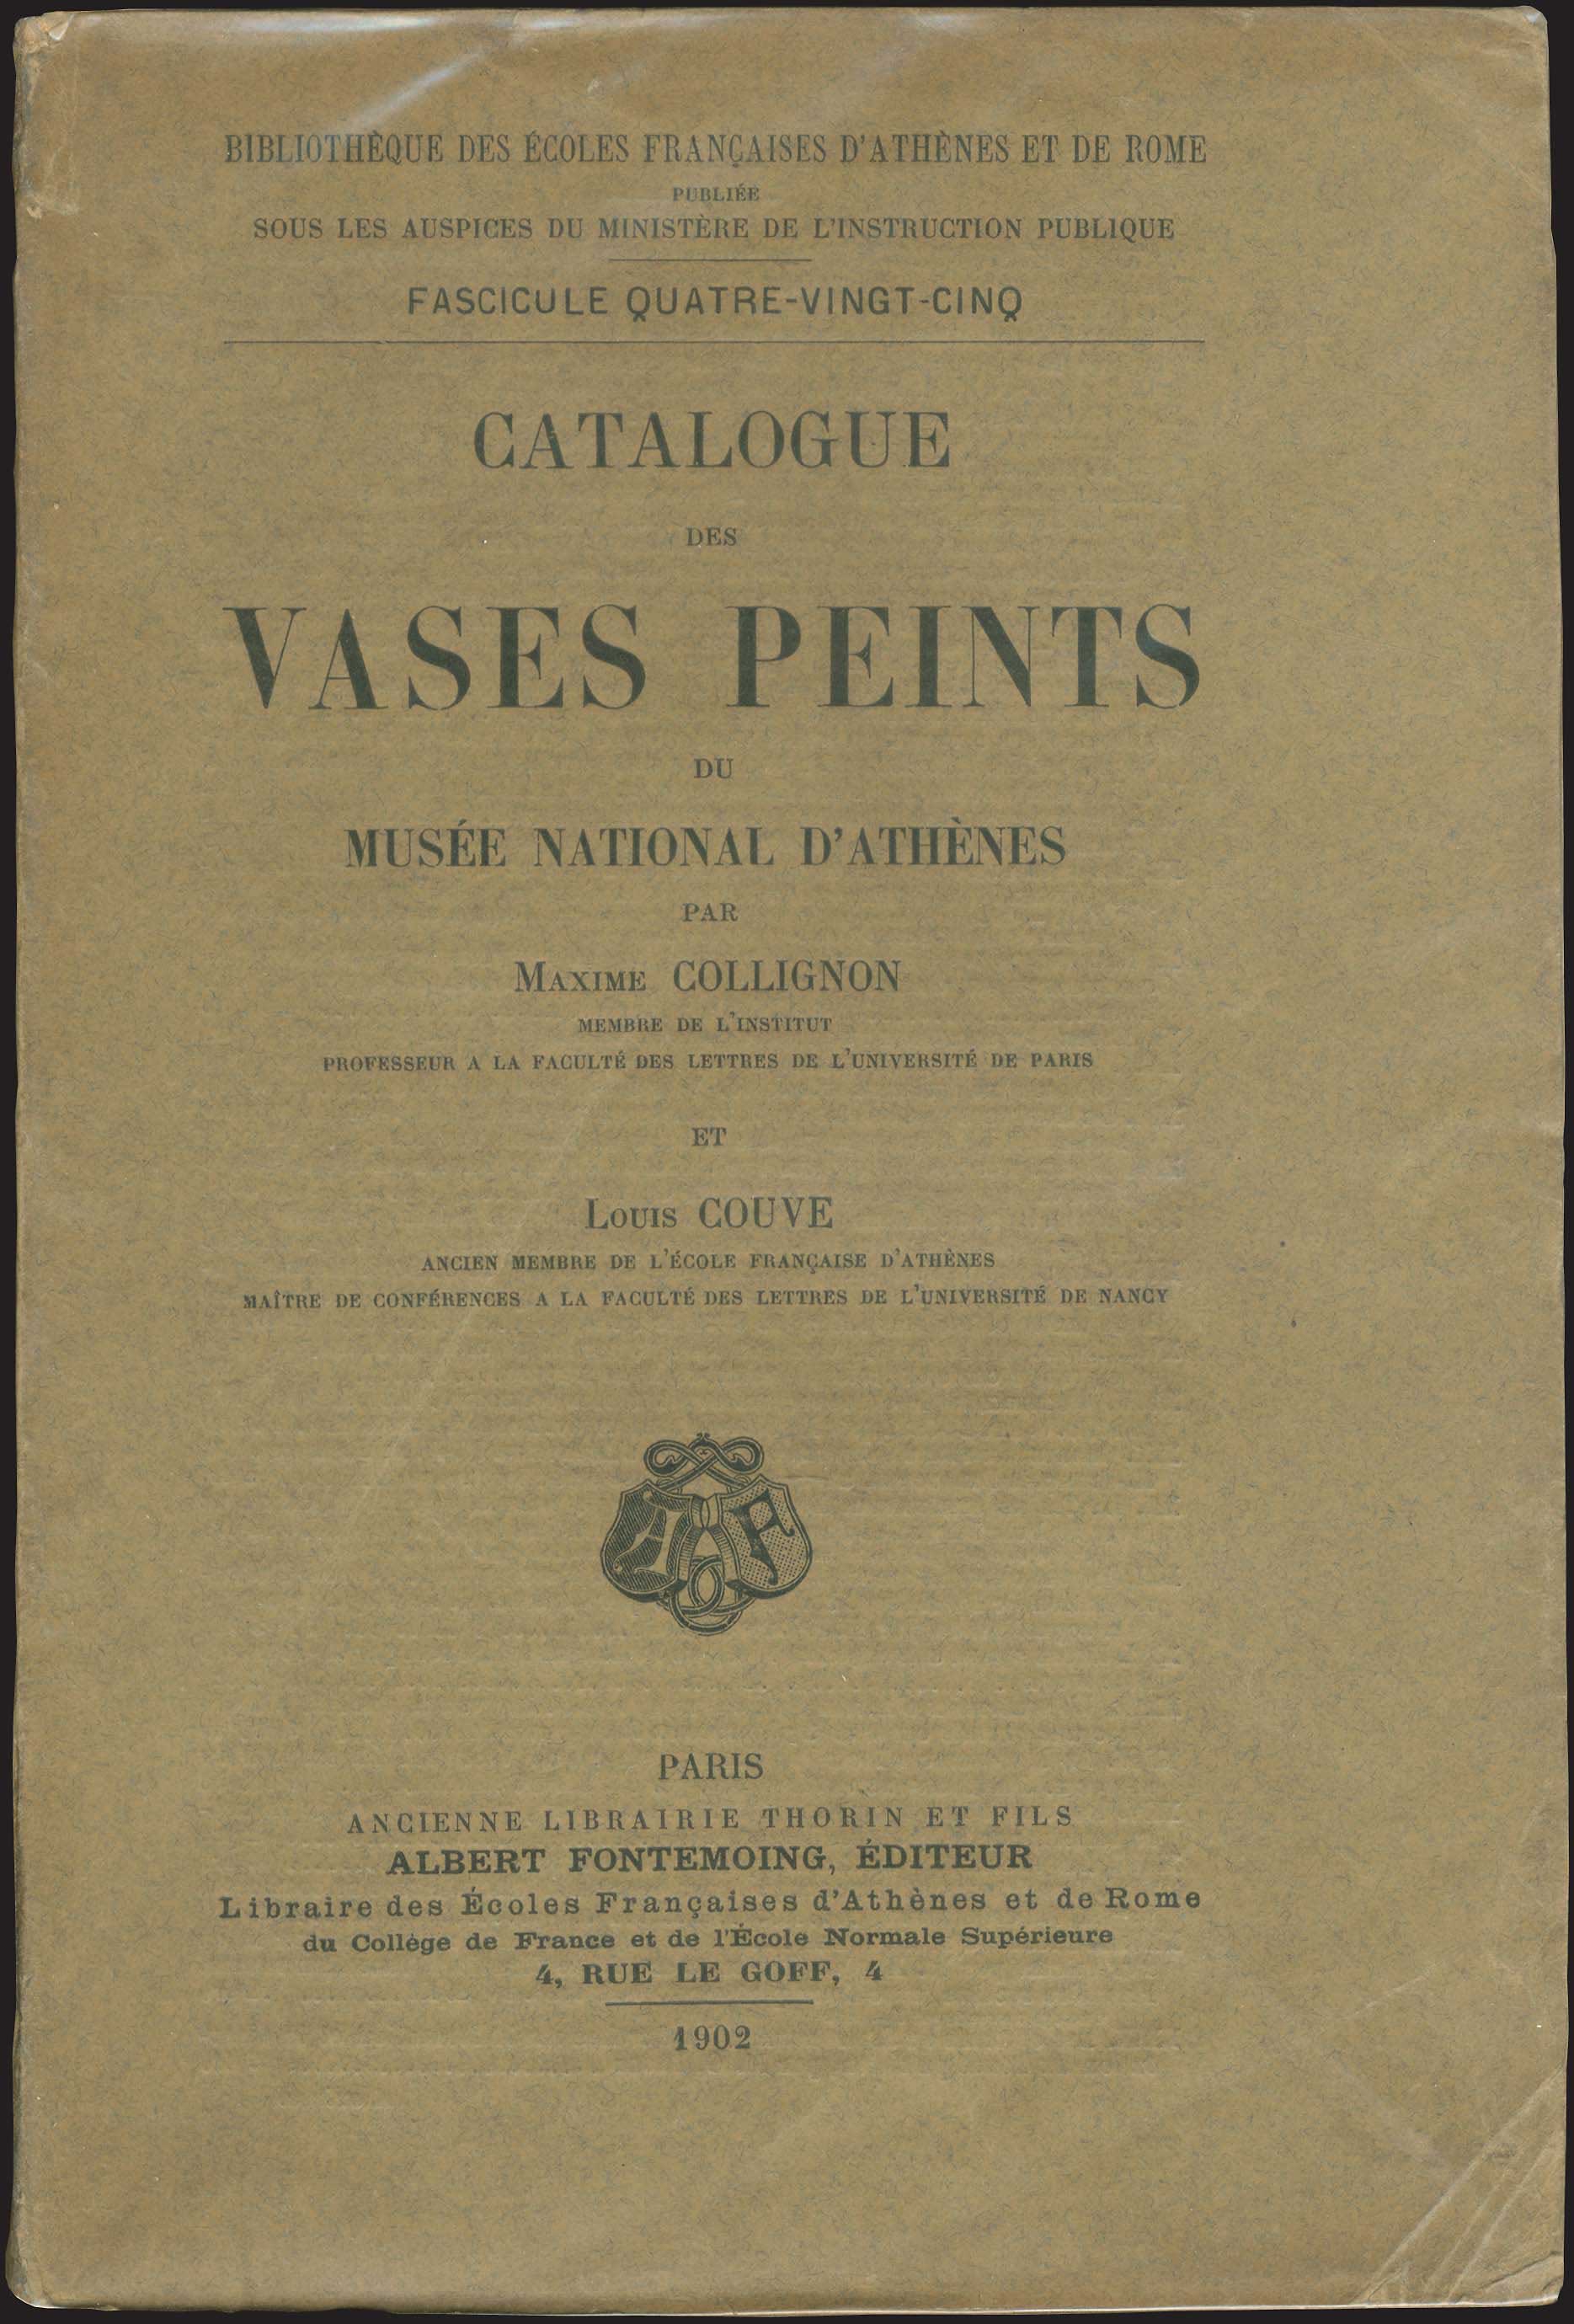 BIBLIOTHÈQUE DES ÉCOLES FRANÇAISES D'ATHÈNES ET DE ROME
PUBLIÉE
SOUS LES AUSPICES DU MINISTÈRE DE L'INSTRUCTION PUBLIQUE
FASCICULE QUATRE-VINGT-CINQ
CATALOGUE
DES
VASES PEINTS
DU
MUSÉE NATIONAL D'ATHÈNES
PAR
MAXIME COLLIGNON
MEMBRE DE L'INSTITUT
PROFESSEUR A LA FACULTÉ DES LETTRES DE L'UNIVERSITÉ DE PARIS
ET
LOUIS COUVE
ANCIEN MEMBRE DE L'ÉCOLE FRANÇAISE D'ATHÈNES
MAÎTRE DE CONFÉRENCES A LA FACULTÉ DES LETTRES DE L'UNIVERSITÉ DE NANCY
PARIS
ANCIENNE LIBRAIRIE THORIN ET FILS
ALBERT FONTEMOING, ÉDITEUR
Libraire des Écoles Françaises d'Athènes et de Rome
du Collège de France et de l'École Normale Supérieure
4, RUE LE GOFF, 4
1902